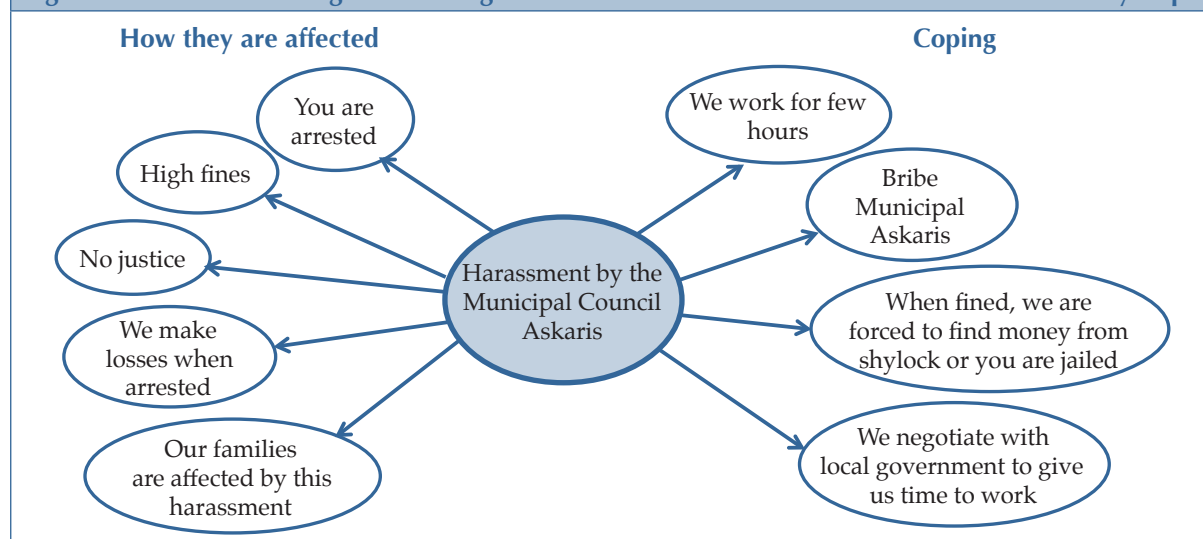 How they are affected
Coping
You are
arrested
High fines
No justice
We make
losses when
arrested
Our families
are affected by this
harassment
Harassment by the
Municipal Council
Askaris
We work for few
hours
Bribe
Municipal
Askaris
When fined, we are
forced to find money from
shylock or you are jailed
We negotiate with
local government to give
us time to work